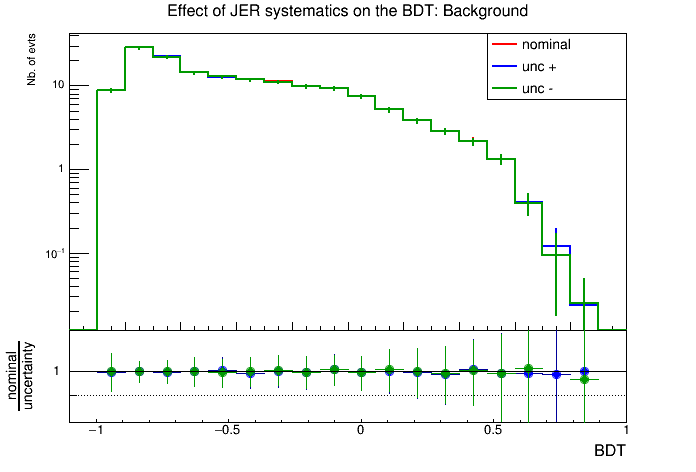 Effect of JER systematics on the BDT: Background
Nb. of evts
nominal
unc +
unc -
10
1
10⁻¹
nominal
uncertainty
1
−1
−0.5
0
0.5
1
BDT